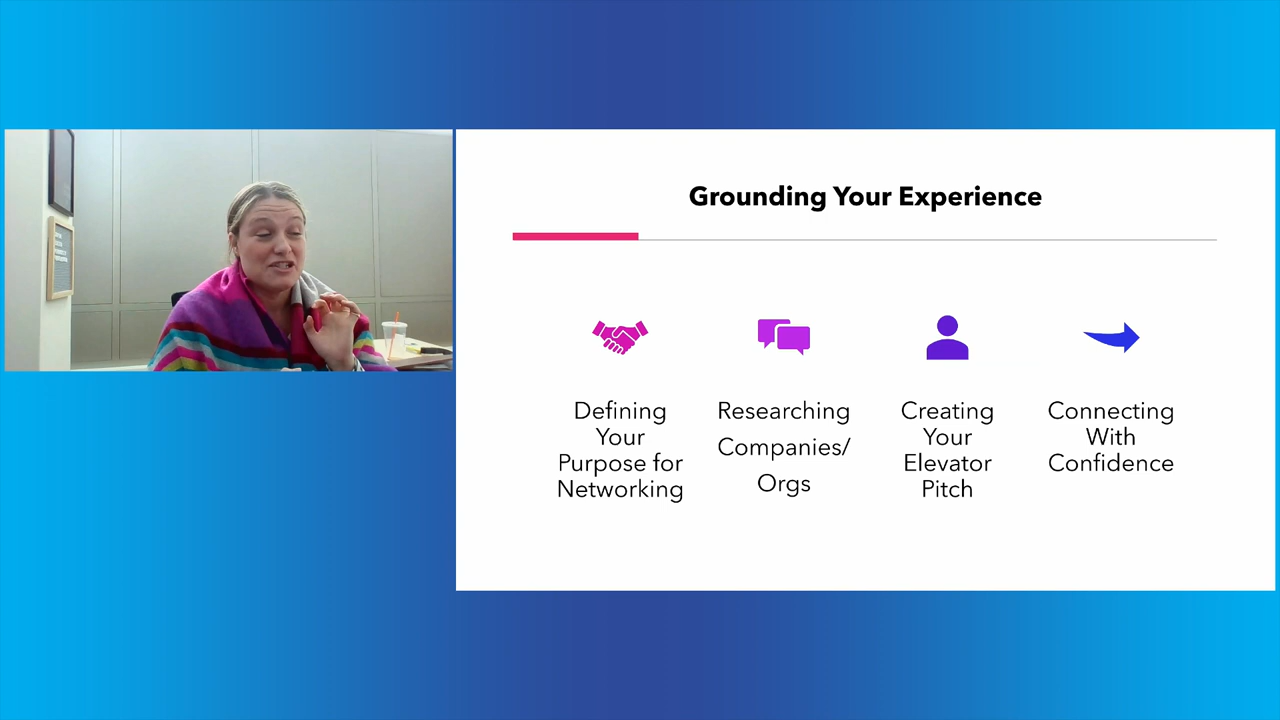 Grounding Your Experience
Defining
Your
Purpose for
Networking
Researching
Companies/
Orgs
Creating
Your
Elevator
Pitch
Connecting
With
Confidence